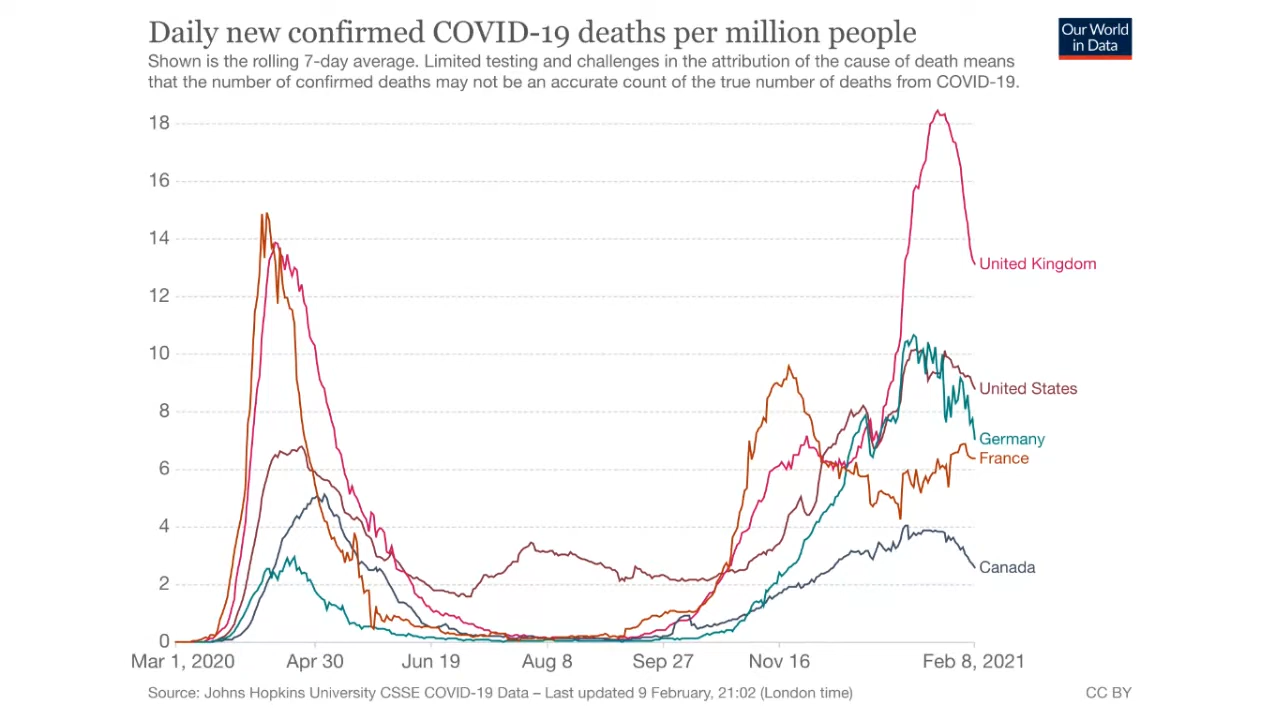 Daily new confirmed COVID-19 deaths per million people
Our World
in Data
Shown is the rolling 7-day average. Limited testing and challenges in the attribution of the cause of death means
that the number of confirmed deaths may not be an accurate count of the true number of deaths from COVID-19.
18
16
14
12
10
8
6
4
2
0
United Kingdom
United States
Germany
France
Canada
Mar 1, 2020
Apr 30
Jun 19
Aug 8
Sep 27
Nov 16
Feb 8, 2021
Source: Johns Hopkins University CSSE COVID-19 Data – Last updated 9 February, 21:02 (London time)
CC BY